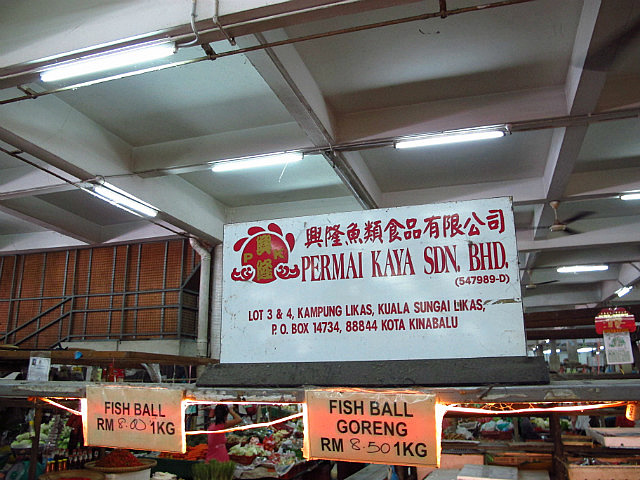 興隆魚類食品有限公司
興隆
P K
PERMAI KAYA SDN. BHD.
(547989-D)
LOT 3 & 4, KAMPUNG LIKAS, KUALA SUNGAI LIKAS,
P. O. BOX 14734, 88844 KOTA KINABALU
FISH BALL
RM 8.00 1KG
FISH BALL
GORENG
RM 8.50 1KG